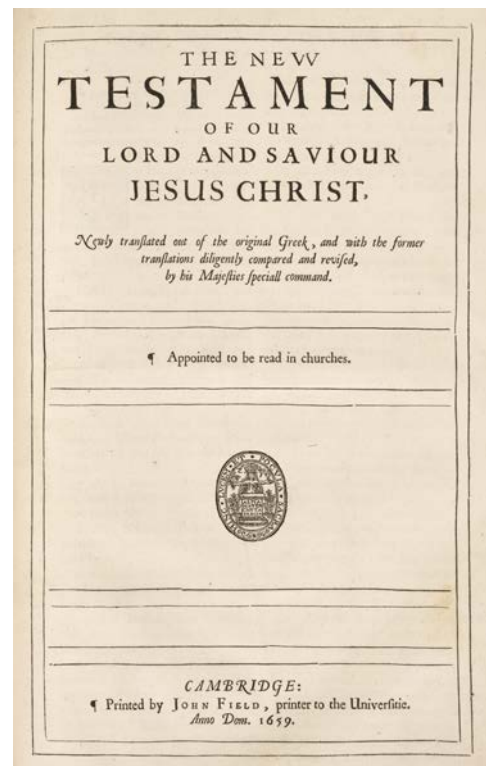 THE NEW
TESTAMENT
OF OUR
LORD AND SAVIOUR
JESUS CHRIST,
Newly tranſlated out of the original Greek, and with the former
tranſlations diligently compared and reviſed,
by his Majeſties ſpeciall command.
¶ Appointed to be read in churches.
CAMBRIDGE:
¶ Printed by JOHN FIELD, printer to the Univerſitie.
Anno Dom. 1659.